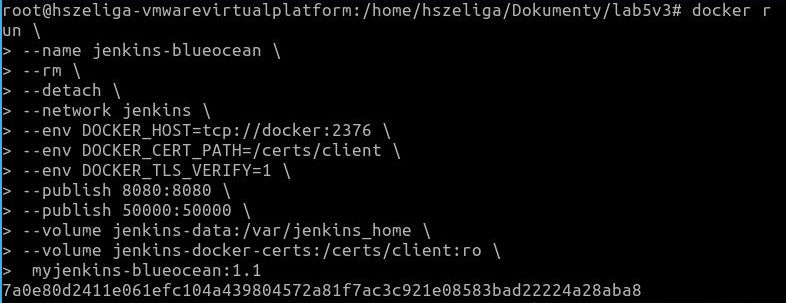 root@hszeliga-vmwarevirtualplatform:/home/hszeliga/Dokumenty/lab5v3# docker r
un \
> --name jenkins-blueocean \
> --rm \
> --detach \
> --network jenkins \
> --env DOCKER_HOST=tcp://docker:2376 \
> --env DOCKER_CERT_PATH=/certs/client \
> --env DOCKER_TLS_VERIFY=1 \
> --publish 8080:8080 \
> --publish 50000:50000 \
> --volume jenkins-data:/var/jenkins_home \
> --volume jenkins-docker-certs:/certs/client:ro \
>  myjenkins-blueocean:1.1
7a0e80d2411e061efc104a439804572a81f7ac3c921e08583bad22224a28aba8